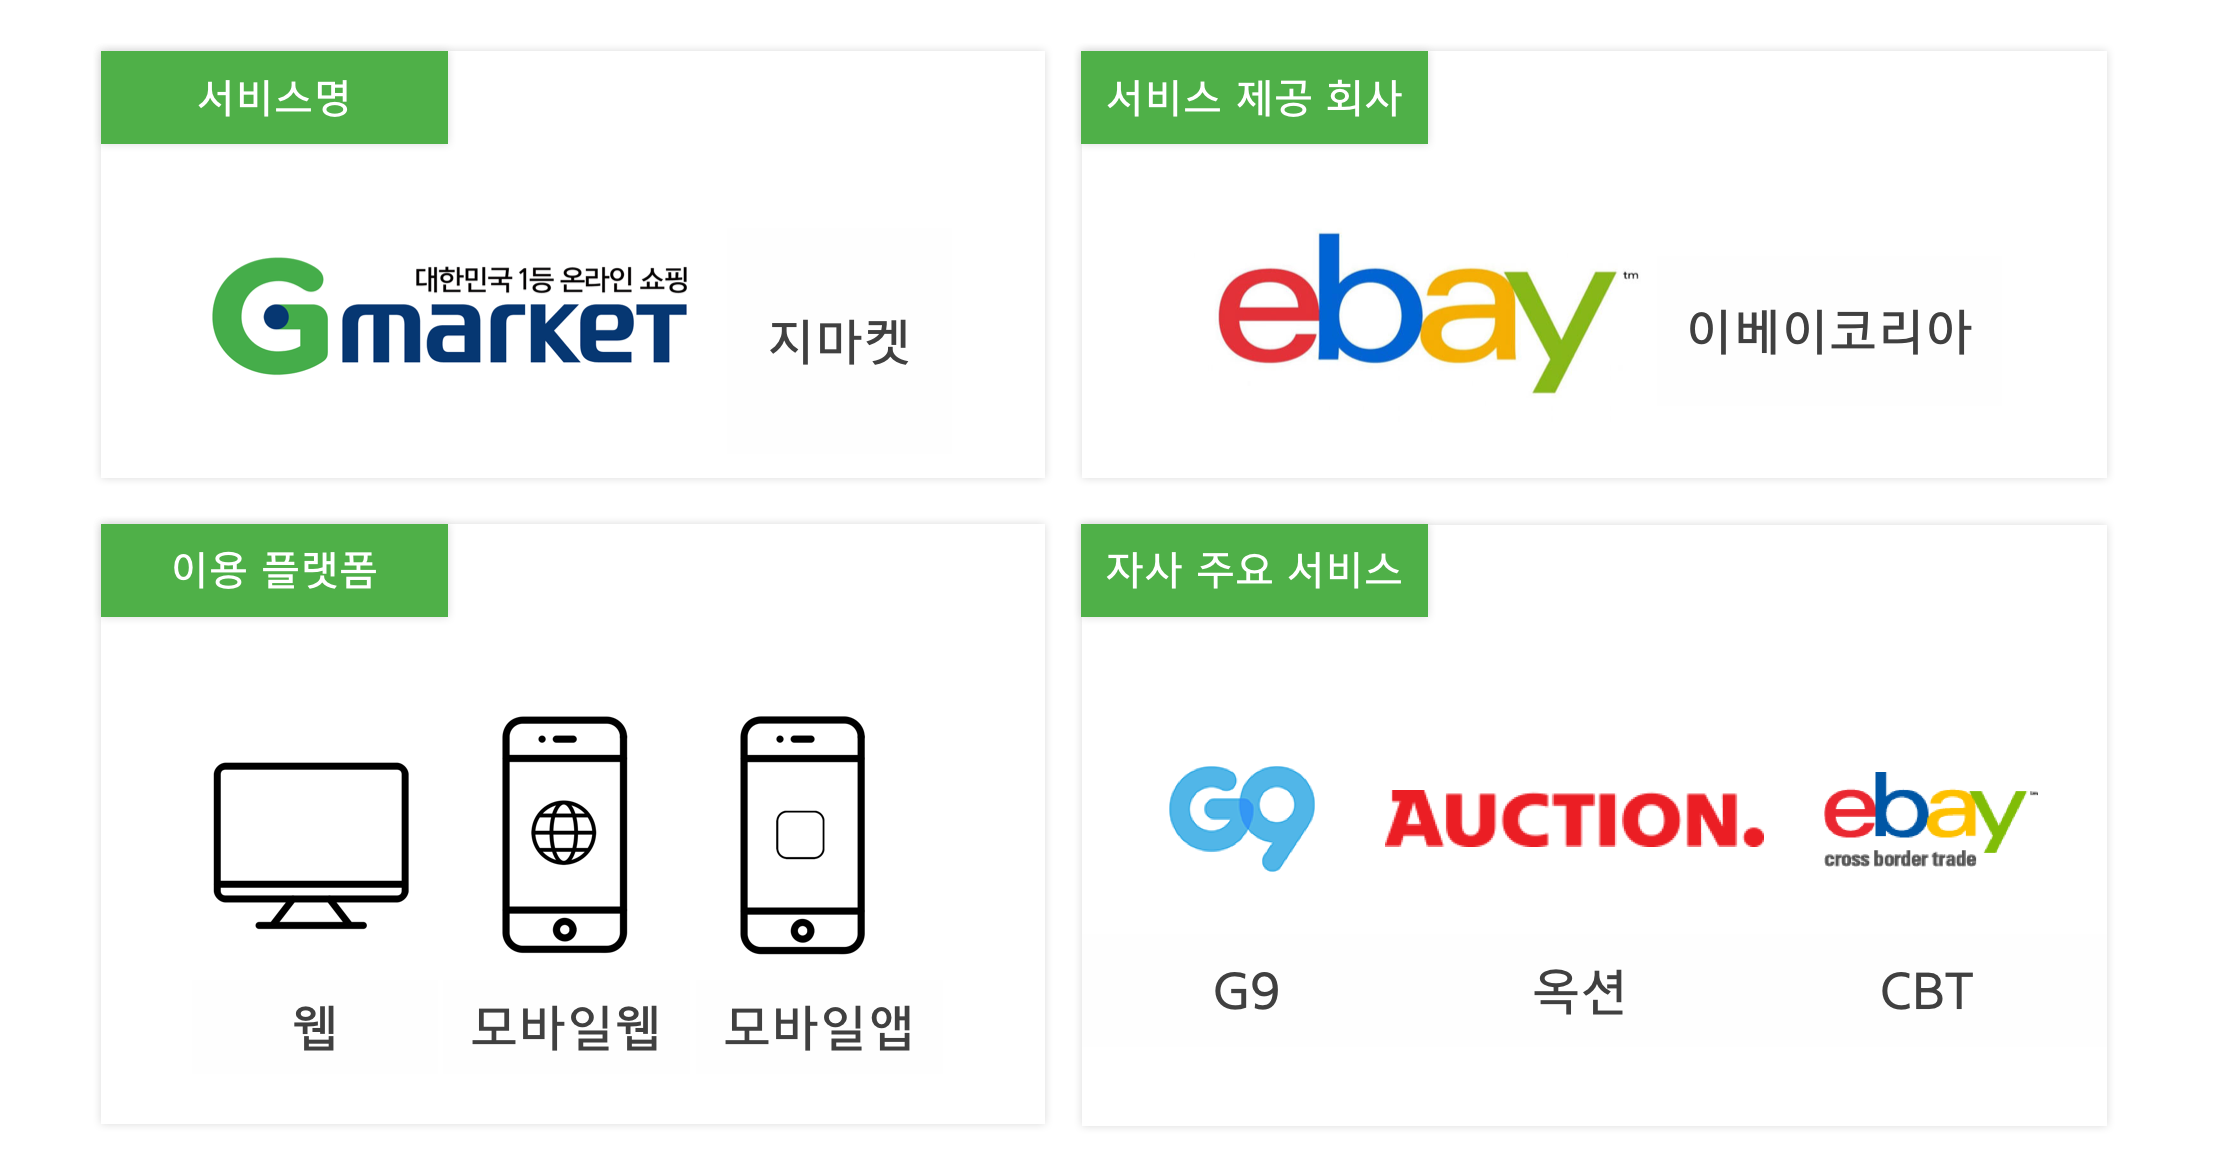 서비스명
대한민국 1등 온라인 쇼핑
Gmarket
지마켓
서비스 제공 회사
ebay™
이베이코리아
이용 플랫폼
웹
모바일웹
모바일앱
자사 주요 서비스
G9
AUCTION.
ebay™
cross border trade
G9
옥션
CBT